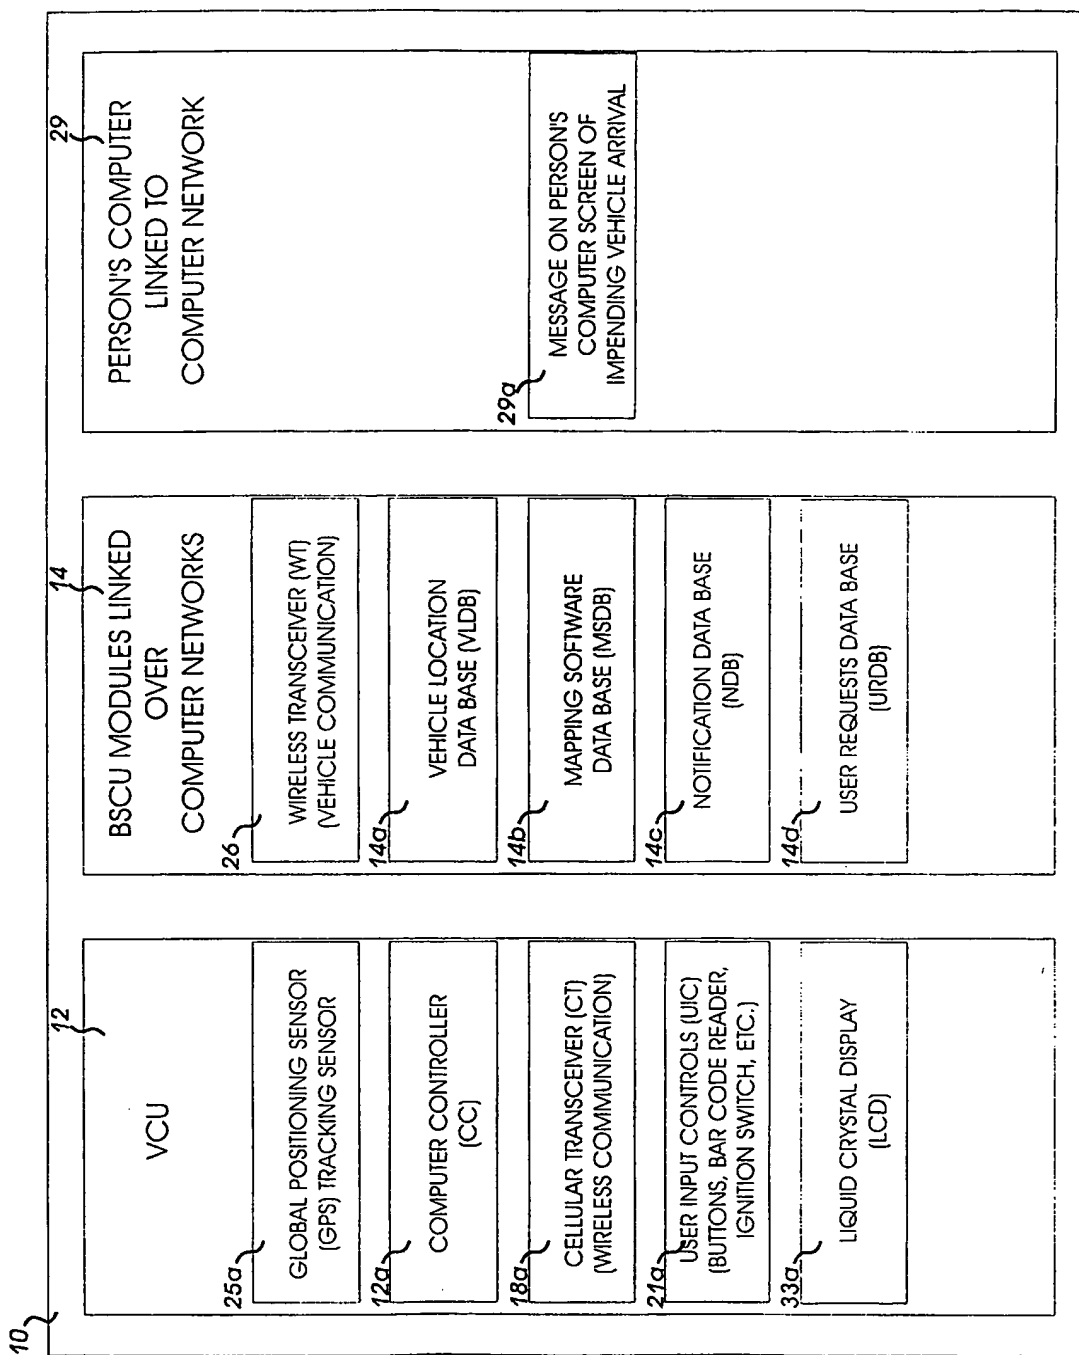 10
12
VCU
25a
GLOBAL POSITIONING SENSOR
(GPS) TRACKING SENSOR
12a
COMPUTER CONTROLLER
(CC)
18a
CELLULAR TRANSCEIVER (CT)
(WIRELESS COMMUNICATION)
21a
USER INPUT CONTROLS (UIC)
(BUTTONS, BAR CODE READER,
IGNITION SWITCH, ETC.)
33a
LIQUID CRYSTAL DISPLAY
(LCD)
14
BSCU MODULES LINKED
OVER
COMPUTER NETWORKS
26
WIRELESS TRANSCEIVER (WT)
(VEHICLE COMMUNICATION)
14a
VEHICLE LOCATION
DATA BASE (VLDB)
14b
MAPPING SOFTWARE
DATA BASE (MSDB)
14c
NOTIFICATION DATA BASE
(NDB)
14d
USER REQUESTS DATA BASE
(URDB)
29
PERSON'S COMPUTER
LINKED TO
COMPUTER NETWORK
29a
MESSAGE ON PERSON'S
COMPUTER SCREEN OF
IMPENDING VEHICLE ARRIVAL